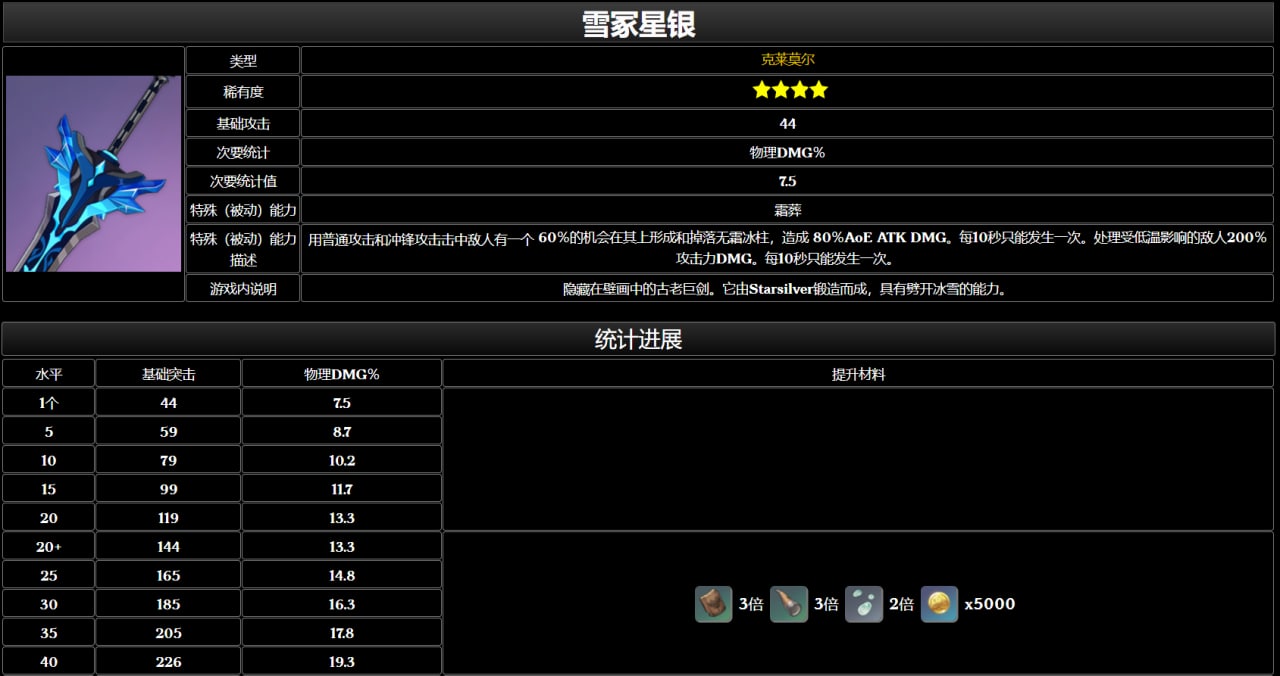 雪冢星银
类型
克莱莫尔
稀有度
基础攻击
44
次要统计
物理DMG%
次要统计值
7.5
特殊（被动）能力
霜葬
特殊（被动）能力
描述
用普通攻击和冲锋攻击击中敌人有一个 60%的机会在其上形成和掉落无霜冰柱，造成 80%AoE ATK DMG。每10秒只能发生一次。处理受低温影响的敌人200%
攻击力DMG。每10秒只能发生一次。
游戏内说明
隐藏在壁画中的古老巨剑。它由Starsilver锻造而成，具有劈开冰雪的能力。
统计进展
水平 基础突击 物理DMG% 提升材料
1个 44 7.5
5 59 8.7
10 79 10.2
15 99 11.7
20 119 13.3
20+ 144 13.3
25 165 14.8
30 185 16.3
35 205 17.8
40 226 19.3
3倍 3倍 2倍 x5000